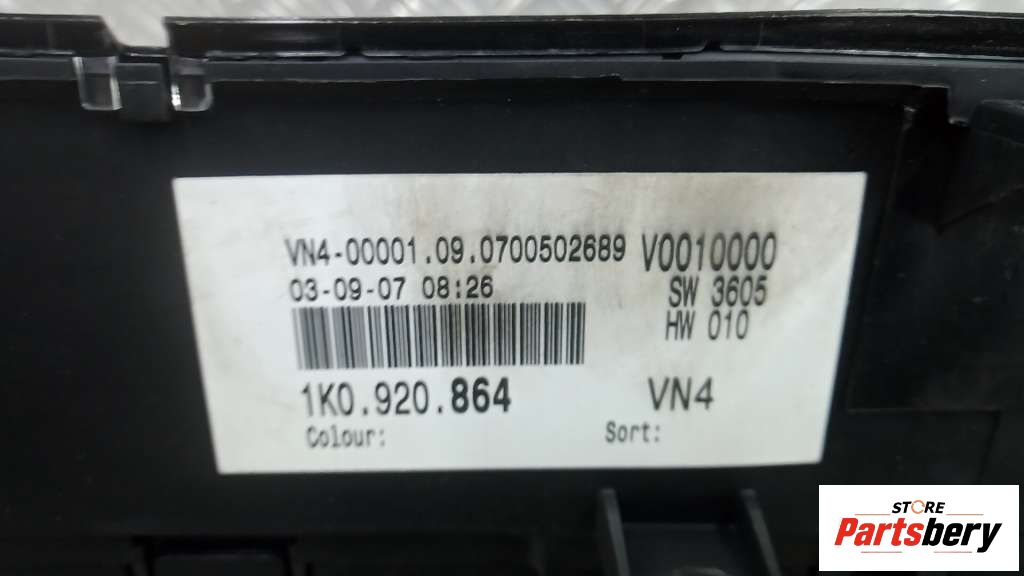 VN4-00001.09.0700502689 V0010000
03-09-07 08:26 SW 3605
HW 010
1K0.920.864 VN4
Colour: Sort:
STORE
Partsbery